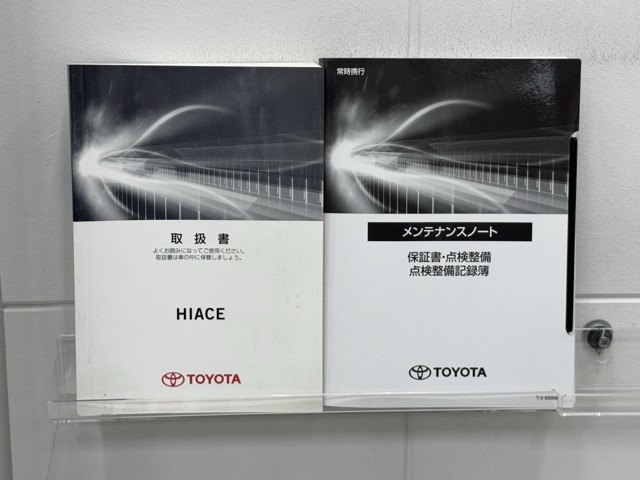 取扱書
よくお読みになってご使用ください。
取扱書は車の中に保管しましょう。
HIACE
TOYOTA
常時携行
メンテナンスノート
保証書・点検整備
点検整備記録簿
TOYOTA